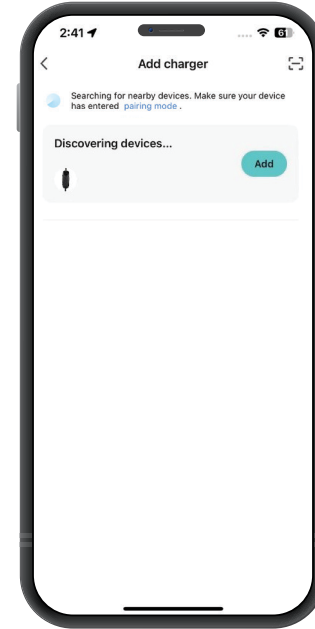 2:41
61
Add charger
Searching for nearby devices. Make sure your device
has entered pairing mode .
Discovering devices...
Add